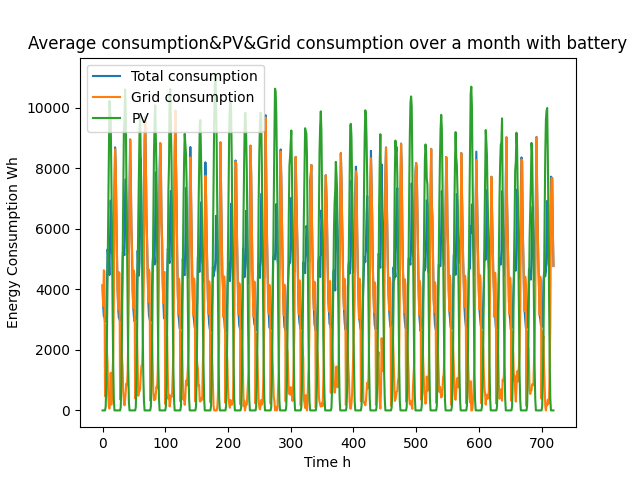 Average consumption&PV&Grid consumption over a month with battery
Total consumption
Grid consumption
PV
Energy Consumption Wh
10000
8000
6000
4000
2000
0
0 100 200 300 400 500 600 700
Time h